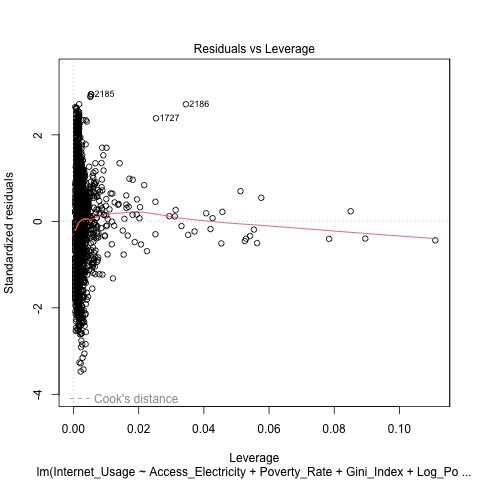 Residuals vs Leverage
2185
2186
1727
Standardized residuals
2
0
-2
-4
Cook's distance
0.00 0.02 0.04 0.06 0.08 0.10
Leverage
lm(Internet_Usage ~ Access_Electricity + Poverty_Rate + Gini_Index + Log_Po ...